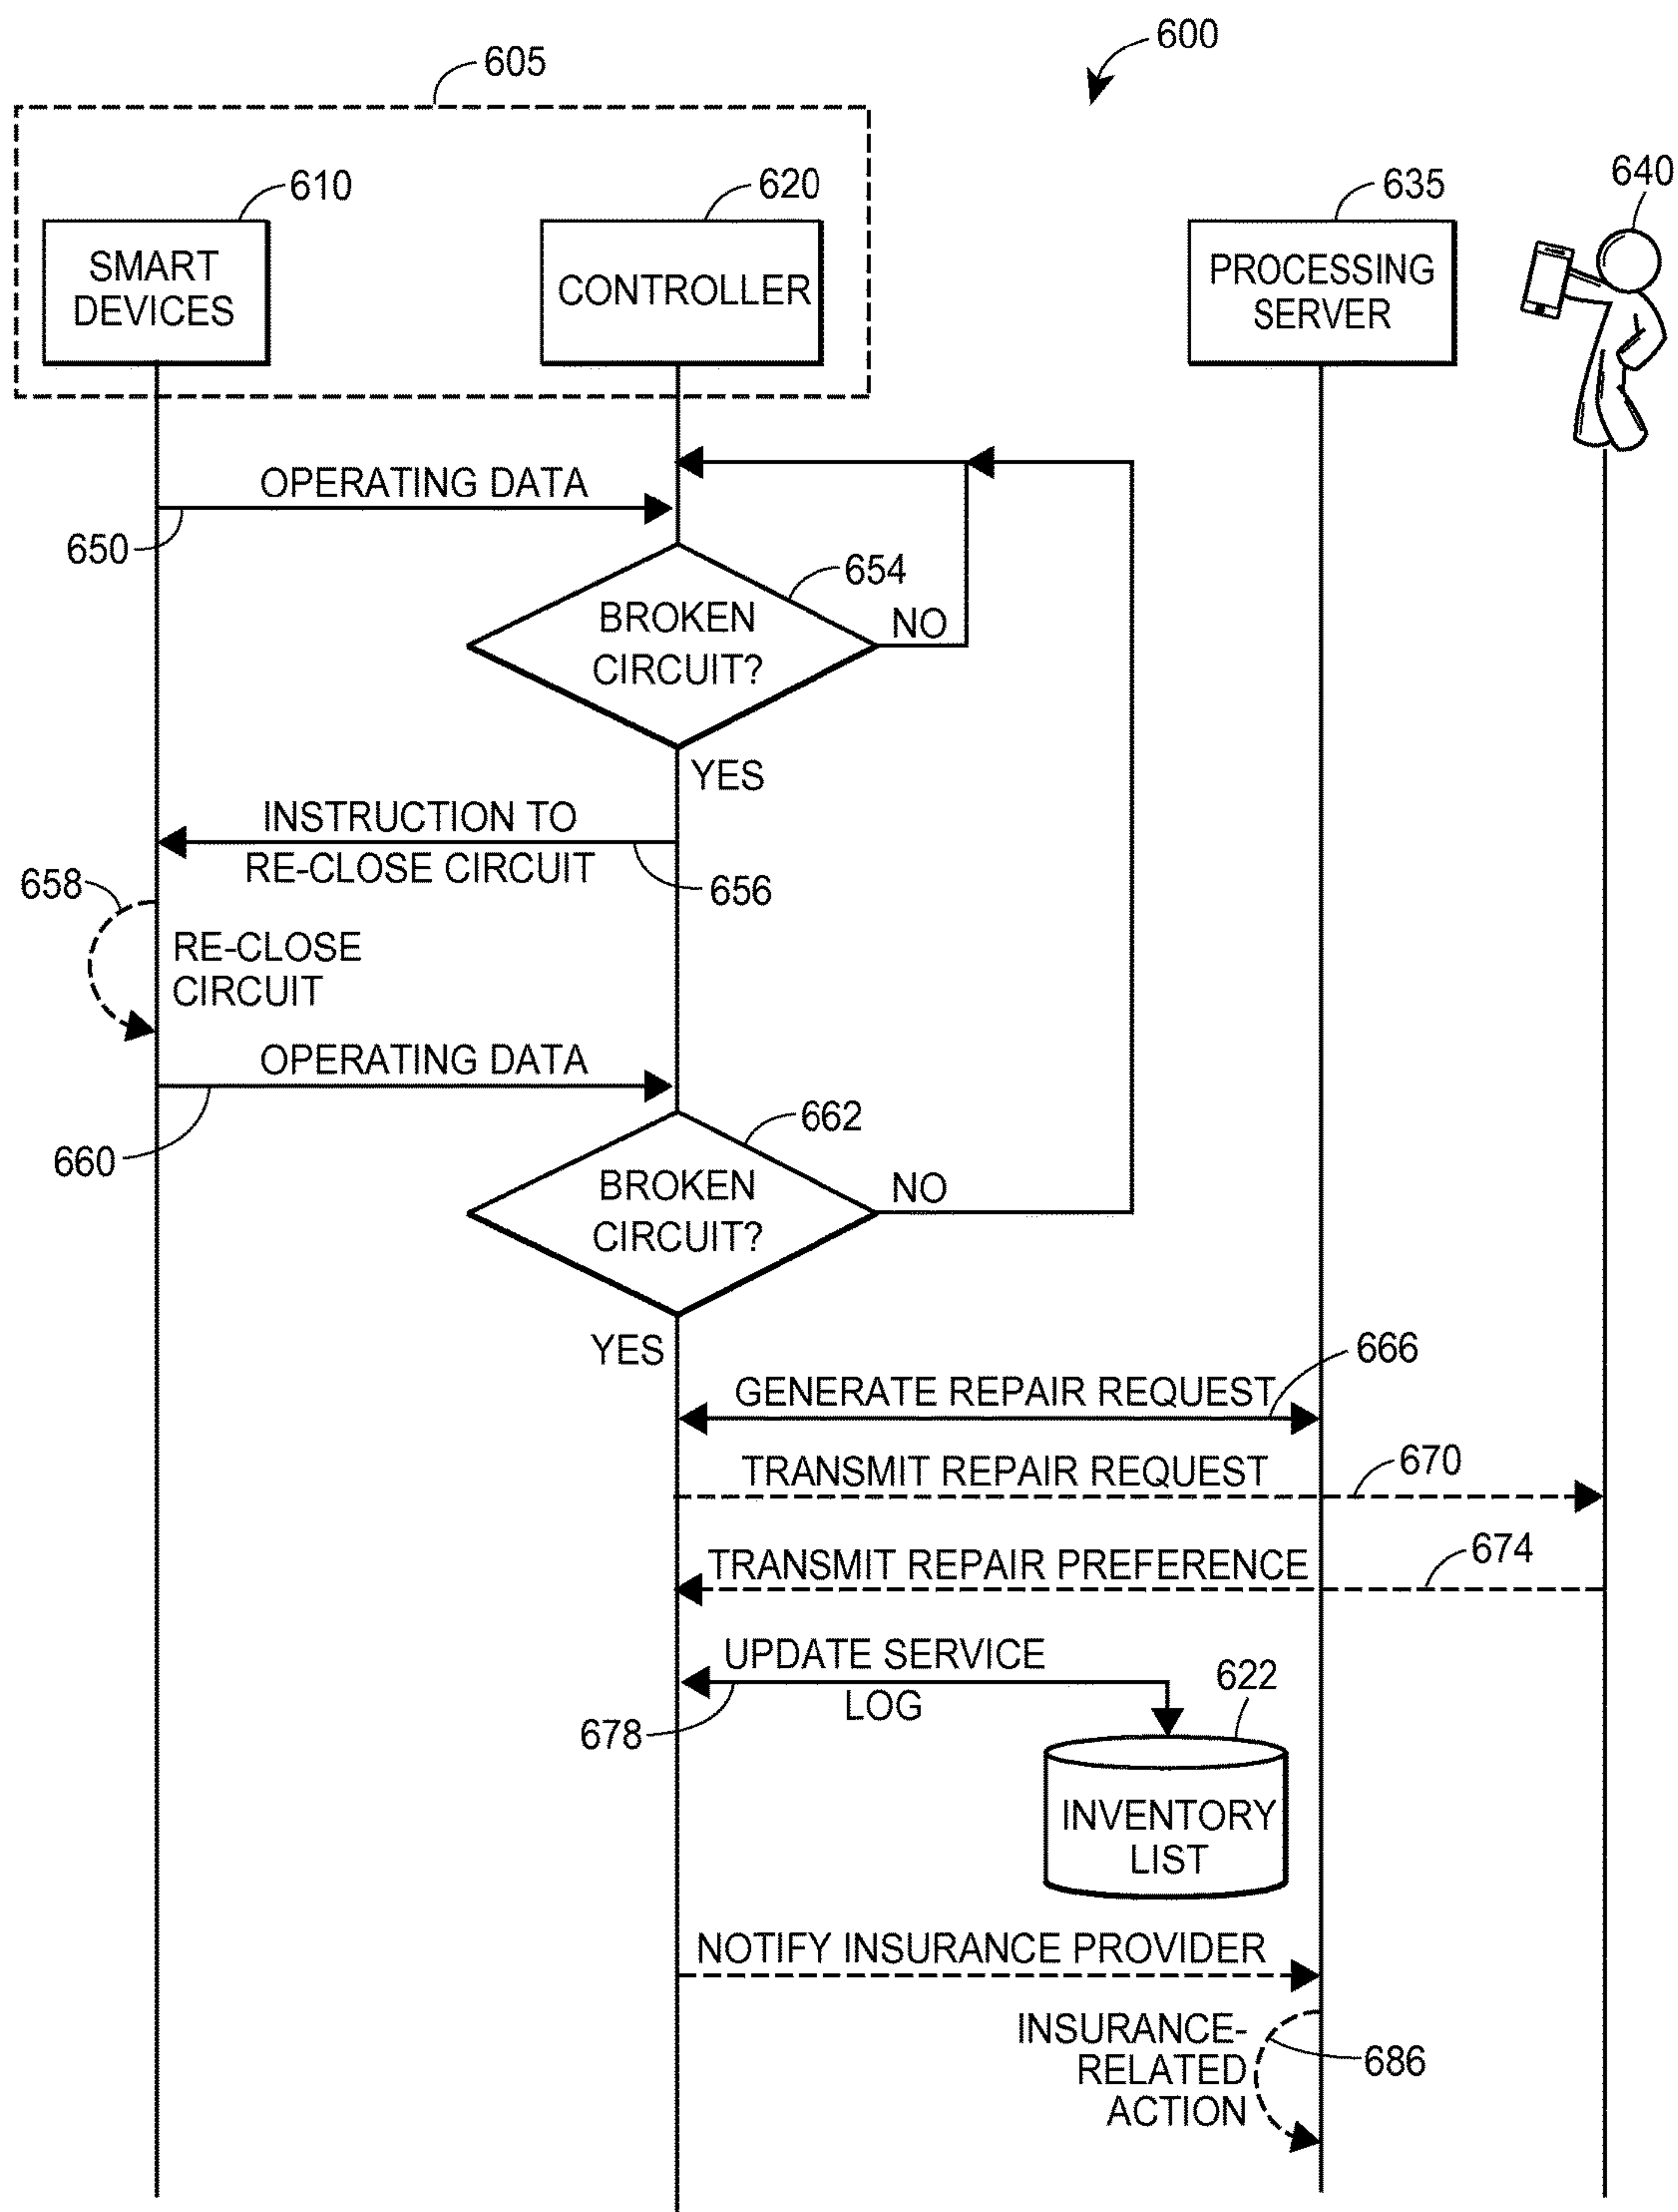 600
605
610
620
635
640
SMART
DEVICES
CONTROLLER
PROCESSING
SERVER
OPERATING DATA
650
654
BROKEN
CIRCUIT?
NO
YES
INSTRUCTION TO
RE-CLOSE CIRCUIT
656
658
RE-CLOSE
CIRCUIT
OPERATING DATA
660
662
BROKEN
CIRCUIT?
NO
YES
666
GENERATE REPAIR REQUEST
TRANSMIT REPAIR REQUEST
670
TRANSMIT REPAIR PREFERENCE
674
UPDATE SERVICE
LOG
678
622
INVENTORY
LIST
NOTIFY INSURANCE PROVIDER
INSURANCE-
RELATED
ACTION
686